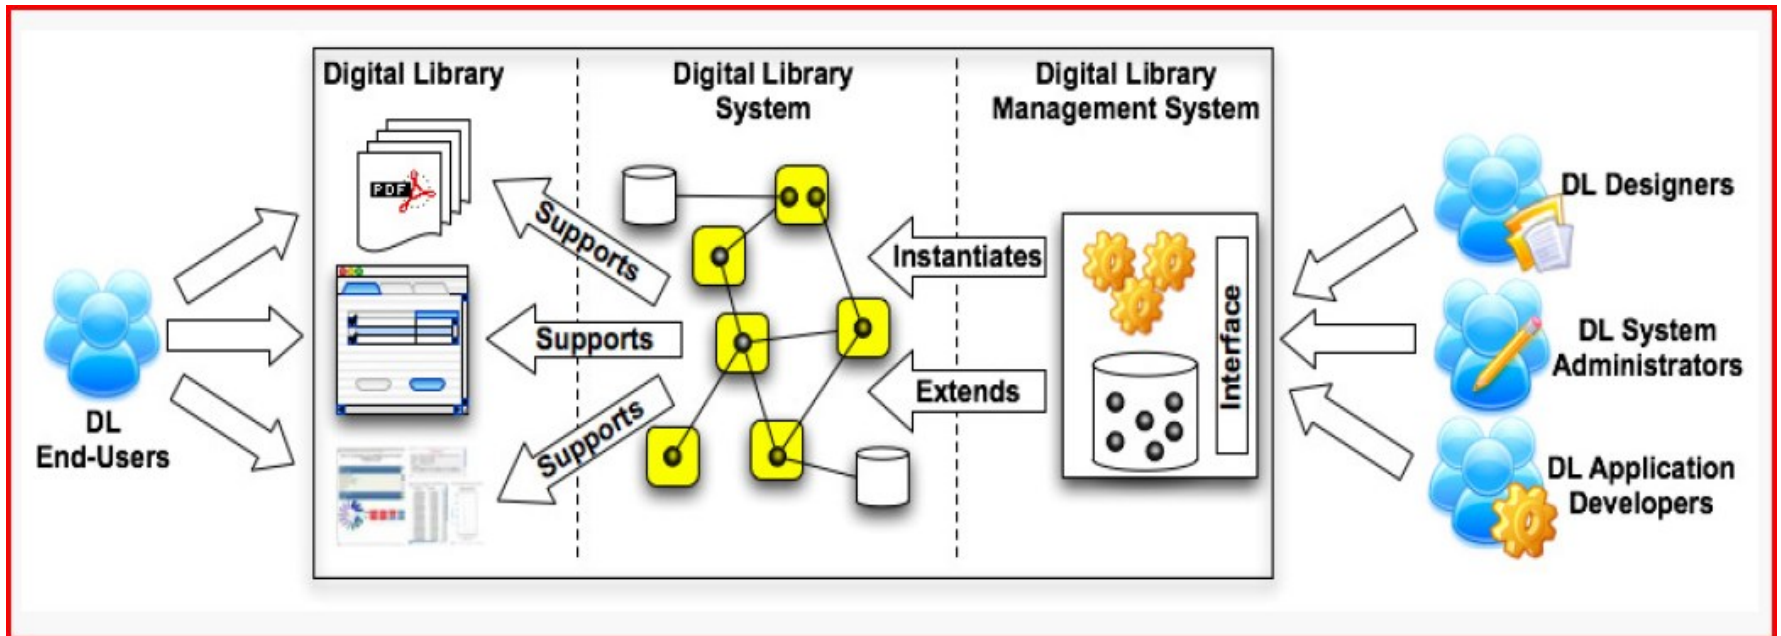 Digital Library
Digital Library
System
Digital Library
Management System
PDF
Supports
Supports
Supports
Instantiates
Extends
Interface
DL
End-Users
DL Designers
DL System
Administrators
DL Application
Developers